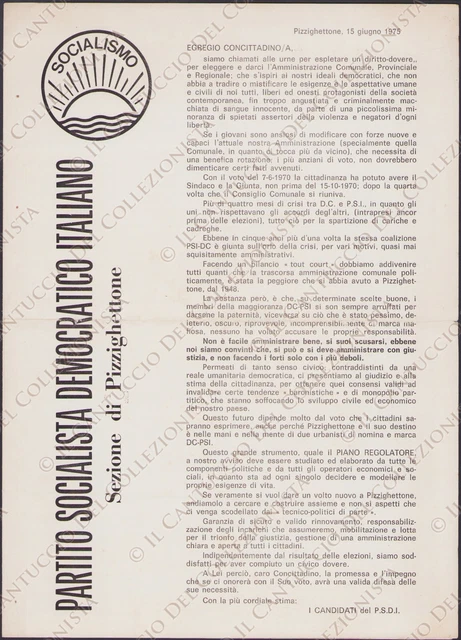 Pizzighettone, 15 giugno 1975
SOCIALISMO
PARTITO SOCIALISTA DEMOCRATICO ITALIANO
Sezione di Pizzighettone
EGREGIO CONCITTADINO/A,
siamo chiamati alle urne per espletare un diritto-dovere,
per eleggere e darci l'Amministrazione Comunale, Provinciale
e Regionale; che s'ispiri ai nostri ideali democratici, che non
abbia a tradire o mistificare le esigenze e le aspettative umane
e civili di noi tutti, liberi ed onesti protagonisti della società
contemporanea, fin troppo angustiata e criminalmente mac-
chiata di sangue innocente, da parte di una piccolissima mi-
noranza di spietati assertori della violenza e negatori d'ogni
libertà.
Se i giovani sono ansiosi di modificare con forze nuove e
capaci l'attuale nostra Amministrazione (specialmente quella
Comunale, in quanto ci tocca più da vicino), che necessita di
una benefica rotazione; i più anziani di voto, non dovrebbero
dimenticare certi fatti avvenuti.
Con il voto del 7-6-1970 la cittadinanza ha potuto avere il
Sindaco e la Giunta, non prima del 15-10-1970; dopo la quarta
volta che il Consiglio Comunale si riuniva.
Più di quattro mesi di crisi tra D.C. e P.S.I., in quanto gli
uni non rispettavano gli accordi degli altri, (intrapresi ancor
prima delle elezioni), tutto ciò per la spartizione di cariche e
cadreghe.
Ebbene in cinque anni più d'una volta la stessa coalizione
PSI-DC è giunta sull'orlo della crisi, per vari motivi, quasi mai
squisitamente amministrativi.
Facendo un bilancio « tout court » dobbiamo addivenire
tutti quanti che la trascorsa amministrazione comunale poli-
ticamente, è stata la peggiore che si abbia avuto a Pizzighet-
tone, dal 1948.
La costanza però, è che su determinate scelte buone, i
membri della maggioranza DC-PSI si sono sempre arruffati per
darsene la paternità, viceversa su ciò che è stato pessimo, de-
leterio, oscuro, riprovevole, incomprensibilmente di marca ma-
fiosa, nessuno ha voluto accusare le proprie responsabilità.
Non è facile amministrare bene, si suol scusarsi, ebbene
noi siamo convinti che, si può e si deve amministrare con giu-
stizia, e non facendo i forti solo con i più deboli.
Permeati di tanto senso civico, contraddistinti da una
reale umanitaria democratica, ci presentiamo al giudizio e alla
stima della cittadinanza, per ottenere quei consensi validi ad
invalidare certe tendenze « baronistiche » e di monopolio par-
titico, che stanno soffocando lo sviluppo civile ed economico
del nostro paese.
Questo futuro dipende molto dal voto che i cittadini sa-
pranno esprimere, anche perché Pizzighettone e il suo destino
è nelle mani e nella mente di due urbanisti di nomina e marca
DC-PSI.
Questo grande strumento, quale il PIANO REGOLATORE,
a nostro avviso deve essere studiato ed elaborato da tutte le
componenti politiche e da tutti gli operatori economici e so-
ciali, in quanto sta ad ogni angolo decidere e modellare le
proprie esigenze di vita.
Se veramente si vuol dare un volto nuovo a Pizzighettone,
andiamolo a cercare e costruire assieme e non si aspetti che
ci venga scodellato dai « tecnico-politici di parte ».
Garanzia di sicuro e valido rinnovamento, responsabiliz-
zazione degli incarichi che assumeremo, mobilitazione e lotta
per il trionfo della giustizia, gestione di una amministrazione
chiara e aperta a tutti i cittadini.
Indipendentemente dal risultato delle elezioni, siamo sod-
disfatti per aver compiuto un civico dovere.
A Lei perciò, caro Concittadino, la promessa e l'impegno
che se ci onorerà con il Suo voto, avrà una valida difesa delle
sue necessità.
Con la più cordiale stima:
I CANDIDATI del P.S.D.I.
© IL CANTUCCIO DEL COLLEZIONISTA